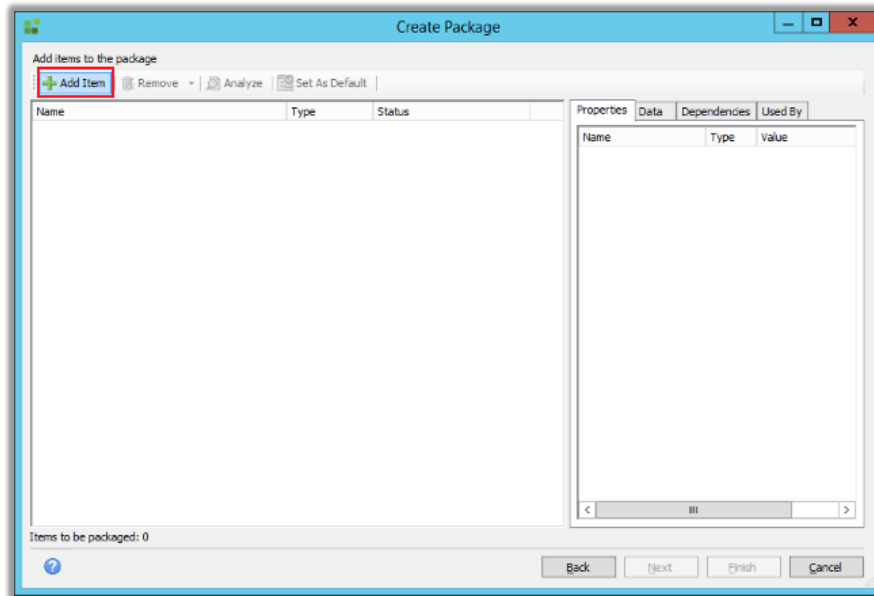 Create Package
Add items to the package
Add Item Remove Analyze Set As Default
Name Type Status
Properties Data Dependencies Used By
Name Type Value
Items to be packaged: 0
Back Next Finish Cancel